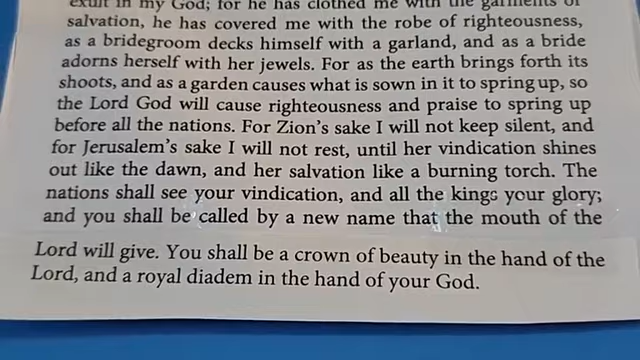 exult in my God; for he has clothed me with the garments of
salvation, he has covered me with the robe of righteousness,
as a bridegroom decks himself with a garland, and as a bride
adorns herself with her jewels. For as the earth brings forth its
shoots, and as a garden causes what is sown in it to spring up, so
the Lord God will cause righteousness and praise to spring up
before all the nations. For Zion's sake I will not keep silent, and
for Jerusalem's sake I will not rest, until her vindication shines
out like the dawn, and her salvation like a burning torch. The
nations shall see your vindication, and all the kings your glory;
and you shall be called by a new name that the mouth of the
Lord will give. You shall be a crown of beauty in the hand of the
Lord, and a royal diadem in the hand of your God.